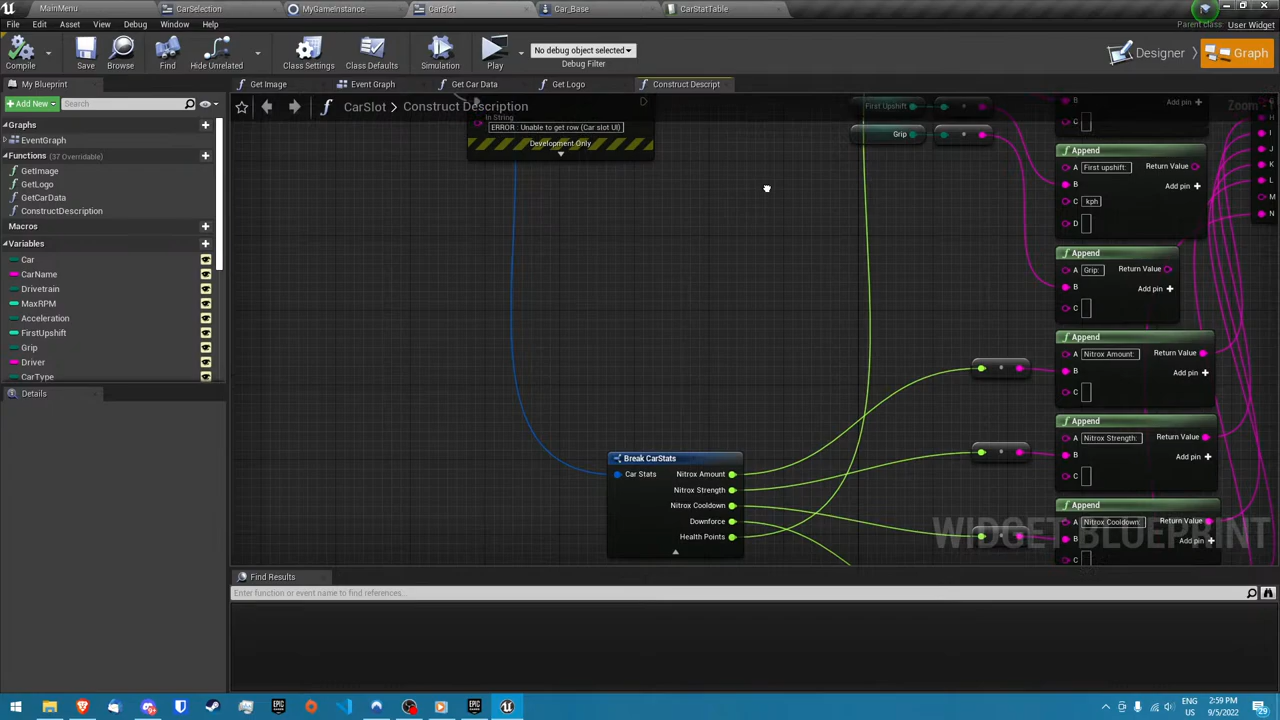 MainMenu
CarSelection
MyGameInstance
CarSlot
Car_Base
CarStatTable
File
Edit
Asset
View
Debug
Window
Help
Parent class:
User Widget
Compile
Save
Browse
Find
Hide Unrelated
Class Settings
Class Defaults
Simulation
Play
No debug object selected
Debug Filter
Designer
Graph
My Blueprint
Get Image
Event Graph
Get Car Data
Get Logo
Construct Descript
Add New
Search
CarSlot
Construct Description
Zoom
Graphs
EventGraph
Functions (37 Overridable)
GetImage
GetLogo
GetCarData
ConstructDescription
Macros
Variables
Car
CarName
Drivetrain
MaxRPM
Acceleration
FirstUpshift
Grip
Driver
CarType
Details
In String
ERROR : Unable to get row (Car slot UI)
Development Only
First Upshift
Grip
B
Add pin
C
Append
A First upshift: Return Value
B Add pin
C kph
D
Append
A Grip: Return Value
B Add pin
C
Append
A Nitrox Amount: Return Value
B Add pin
C
Append
A Nitrox Strength: Return Value
B Add pin
C
Append
A Nitrox Cooldown: Return Value
B Add pin
C
H
I
J
K
L
M
N
Break CarStats
Car Stats
Nitrox Amount
Nitrox Strength
Nitrox Cooldown
Downforce
Health Points
WIDGET BLUEPRINT
Find Results
Enter function or event name to find references...
ENG
US
2:59 PM
9/5/2022
29